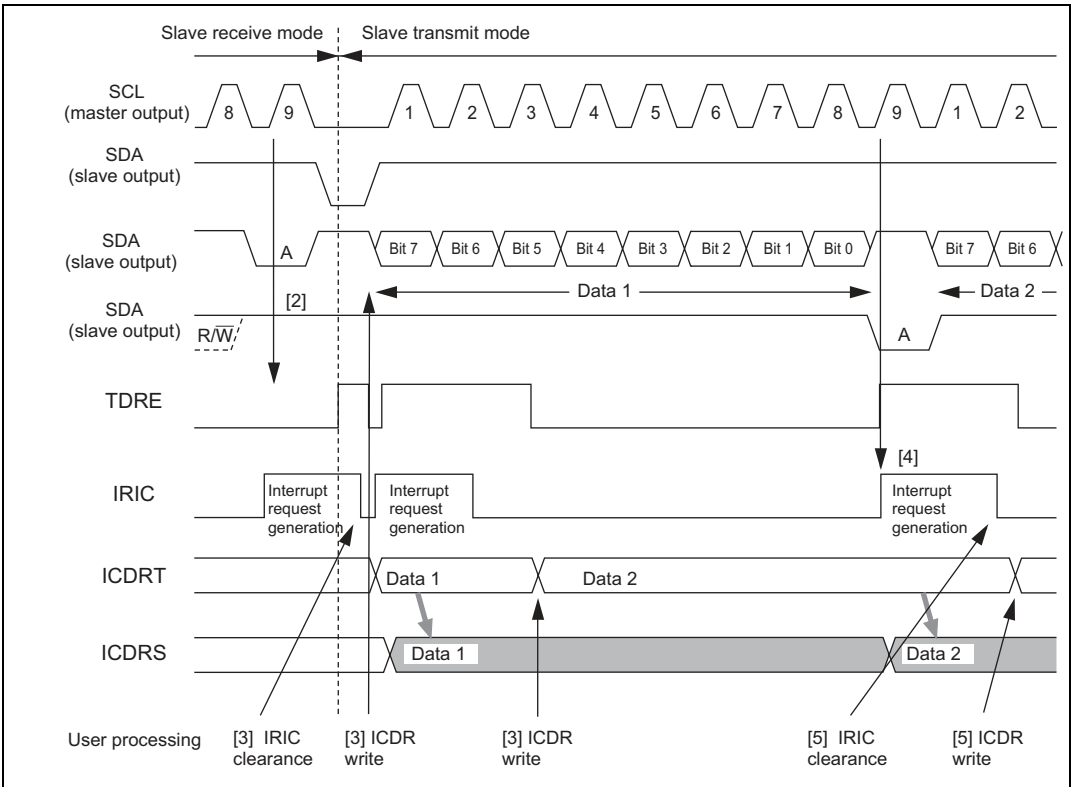 Slave receive mode Slave transmit mode
SCL
(master output)
8 9 1 2 3 4 5 6 7 8 9 1 2
SDA
(slave output)
SDA
(slave output)
A Bit 7 Bit 6 Bit 5 Bit 4 Bit 3 Bit 2 Bit 1 Bit 0 Bit 7 Bit 6
[2] Data 1 Data 2
SDA
(slave output)
R/W̅ A
TDRE
[4]
IRIC
Interrupt
request
generation
Interrupt
request
generation
Interrupt
request
generation
ICDRT
Data 1 Data 2
ICDRS
Data 1 Data 2
User processing
[3] IRIC
clearance
[3] ICDR
write
[3] ICDR
write
[5] IRIC
clearance
[5] ICDR
write